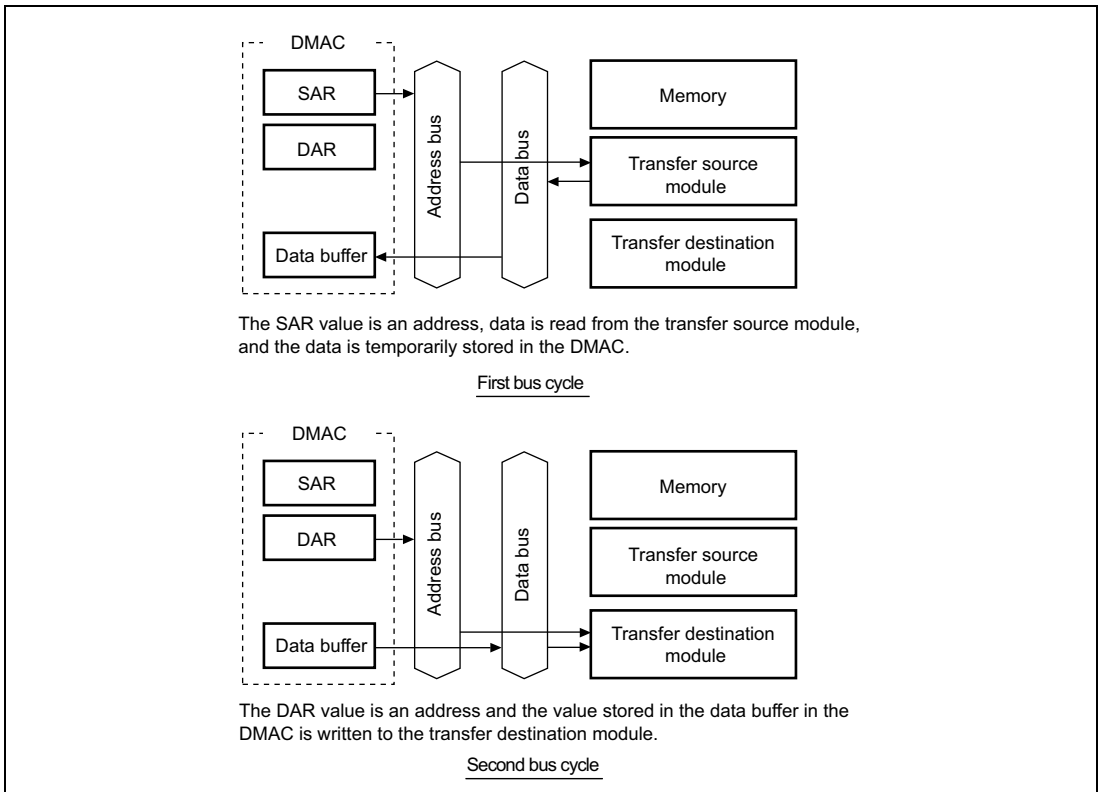 DMAC
SAR
DAR
Data buffer
Address bus
Data bus
Memory
Transfer source
module
Transfer destination
module
The SAR value is an address, data is read from the transfer source module,
and the data is temporarily stored in the DMAC.
First bus cycle
DMAC
SAR
DAR
Data buffer
Address bus
Data bus
Memory
Transfer source
module
Transfer destination
module
The DAR value is an address and the value stored in the data buffer in the
DMAC is written to the transfer destination module.
Second bus cycle